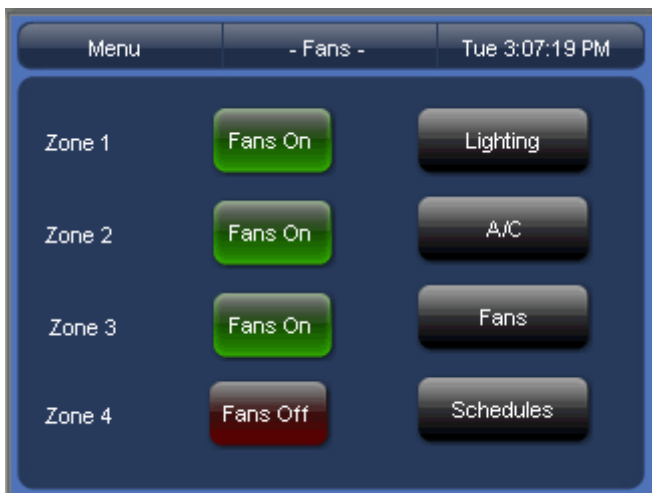 Menu
- Fans -
Tue 3:07:19 PM
Zone 1
Fans On
Lighting
Zone 2
Fans On
A/C
Zone 3
Fans On
Fans
Zone 4
Fans Off
Schedules